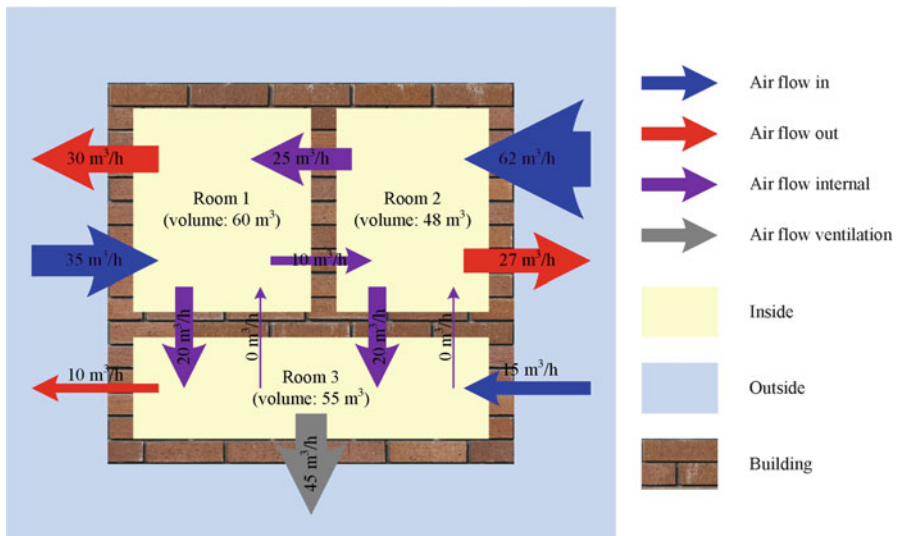 30 m³/h
25 m³/h
62 m³/h
Room 1
(volume: 60 m³)
Room 2
(volume: 48 m³)
35 m³/h
10 m³/h
27 m³/h
20 m³/h
0 m³/h
20 m³/h
0 m³/h
10 m³/h
15 m³/h
Room 3
(volume: 55 m³)
45 m³/h
Air flow in
Air flow out
Air flow internal
Air flow ventilation
Inside
Outside
Building